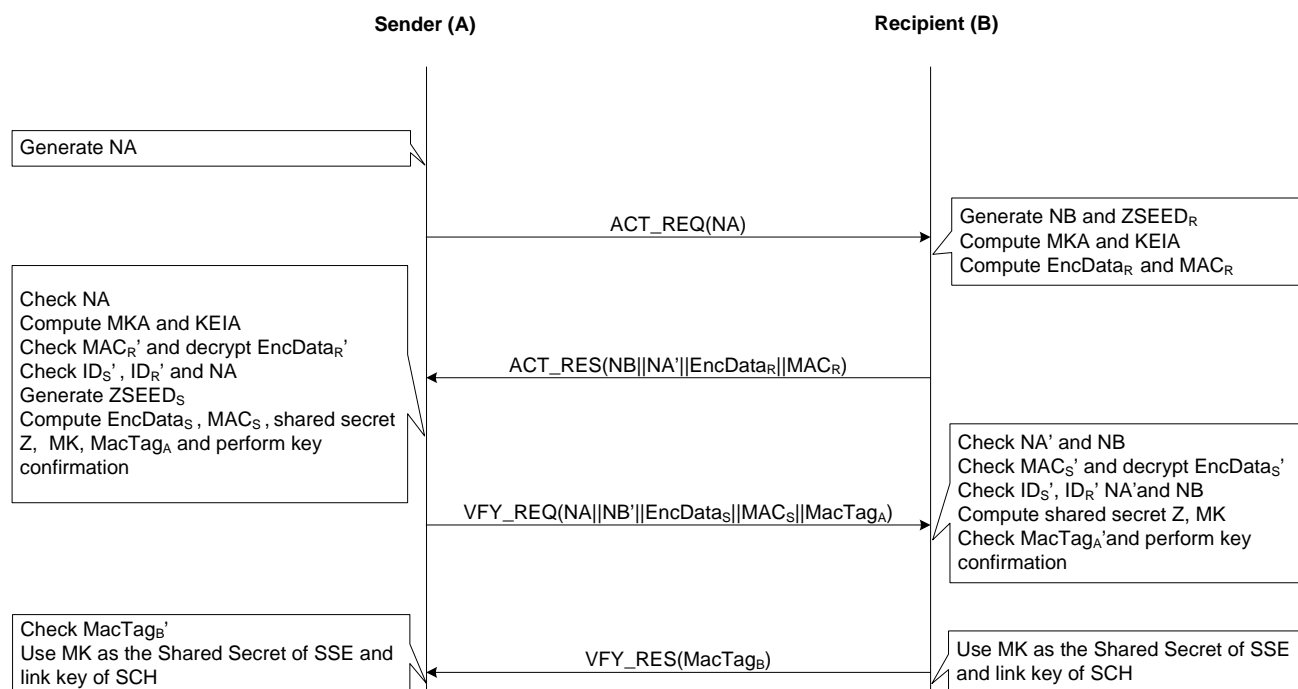 Sender (A)
Recipient (B)
Generate NA
ACT_REQ(NA)
Generate NB and ZSEEDR
Compute MKA and KEIA
Compute EncDataR and MACR
Check NA
Compute MKA and KEIA
Check MACR' and decrypt EncDataR'
Check IDS', IDR' and NA
Generate ZSEEDS
Compute EncDataS, MACS, shared secret
Z, MK, MacTagA and perform key
confirmation
ACT_RES(NB||NA'||EncDataR||MACR)
Check NA' and NB
Check MACS' and decrypt EncDataS'
Check IDS', IDR' NA'and NB
Compute shared secret Z, MK
Check MacTagA'and perform key
confirmation
VFY_REQ(NA||NB'||EncDataS||MACS||MacTagA)
Check MacTagB'
Use MK as the Shared Secret of SSE and
link key of SCH
VFY_RES(MacTagB)
Use MK as the Shared Secret of SSE
and link key of SCH